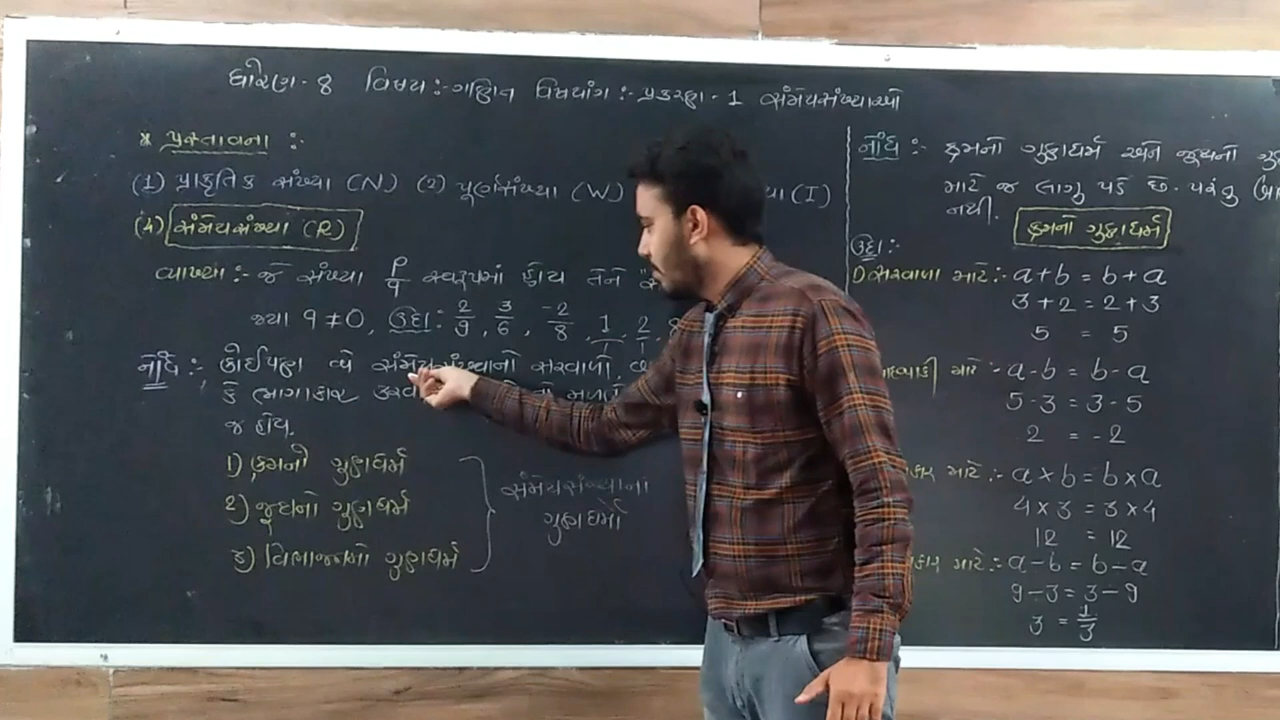 ધોરણ - ૪ વિષય :- ગણિત વિષયાંગ :- પ્રકરણ - 1 સંમેયસંખ્યાઓ
* પ્રસ્તાવના :-
(1) પ્રાકૃતિક સંખ્યા (N) (2) પૂર્ણસંખ્યા (W) (I)
(4) સંમેયસંખ્યા (R)
વ્યાખ્યા :- જે સંખ્યા p/q સ્વરૂપમાં હોય તેને
જ્યાં q ≠ 0, ઉદા: 2/9, 3/6, -2/8, 1/1, 2/1,
નોંધ :- કોઈપણ બે સંમેયસંખ્યાનો સરવાળો,
કે ભાગાકાર
જ હોય.
1) ક્રમનો ગુણધર્મ
2) જૂથનો ગુણધર્મ
3) વિભાજનનો ગુણધર્મ
સંમેયસંખ્યાના
ગુણધર્મો
નોંધ :- ક્રમનો ગુણધર્મ અને જૂથનો
માટે જ લાગુ પડે છે. પરંતુ
નથી.
ક્રમનો ગુણધર્મ
ઉદા:-
1) સરવાળા માટે :- a+b = b+a
3+2 = 2+3
5 = 5
માટે :- a-b = b-a
5-3 = 3-5
2 = -2
માટે :- a×b = b×a
4×3 = 3×4
12 = 12
માટે :- a-b = b-a
9-3 = 3-9
3 = 1/3